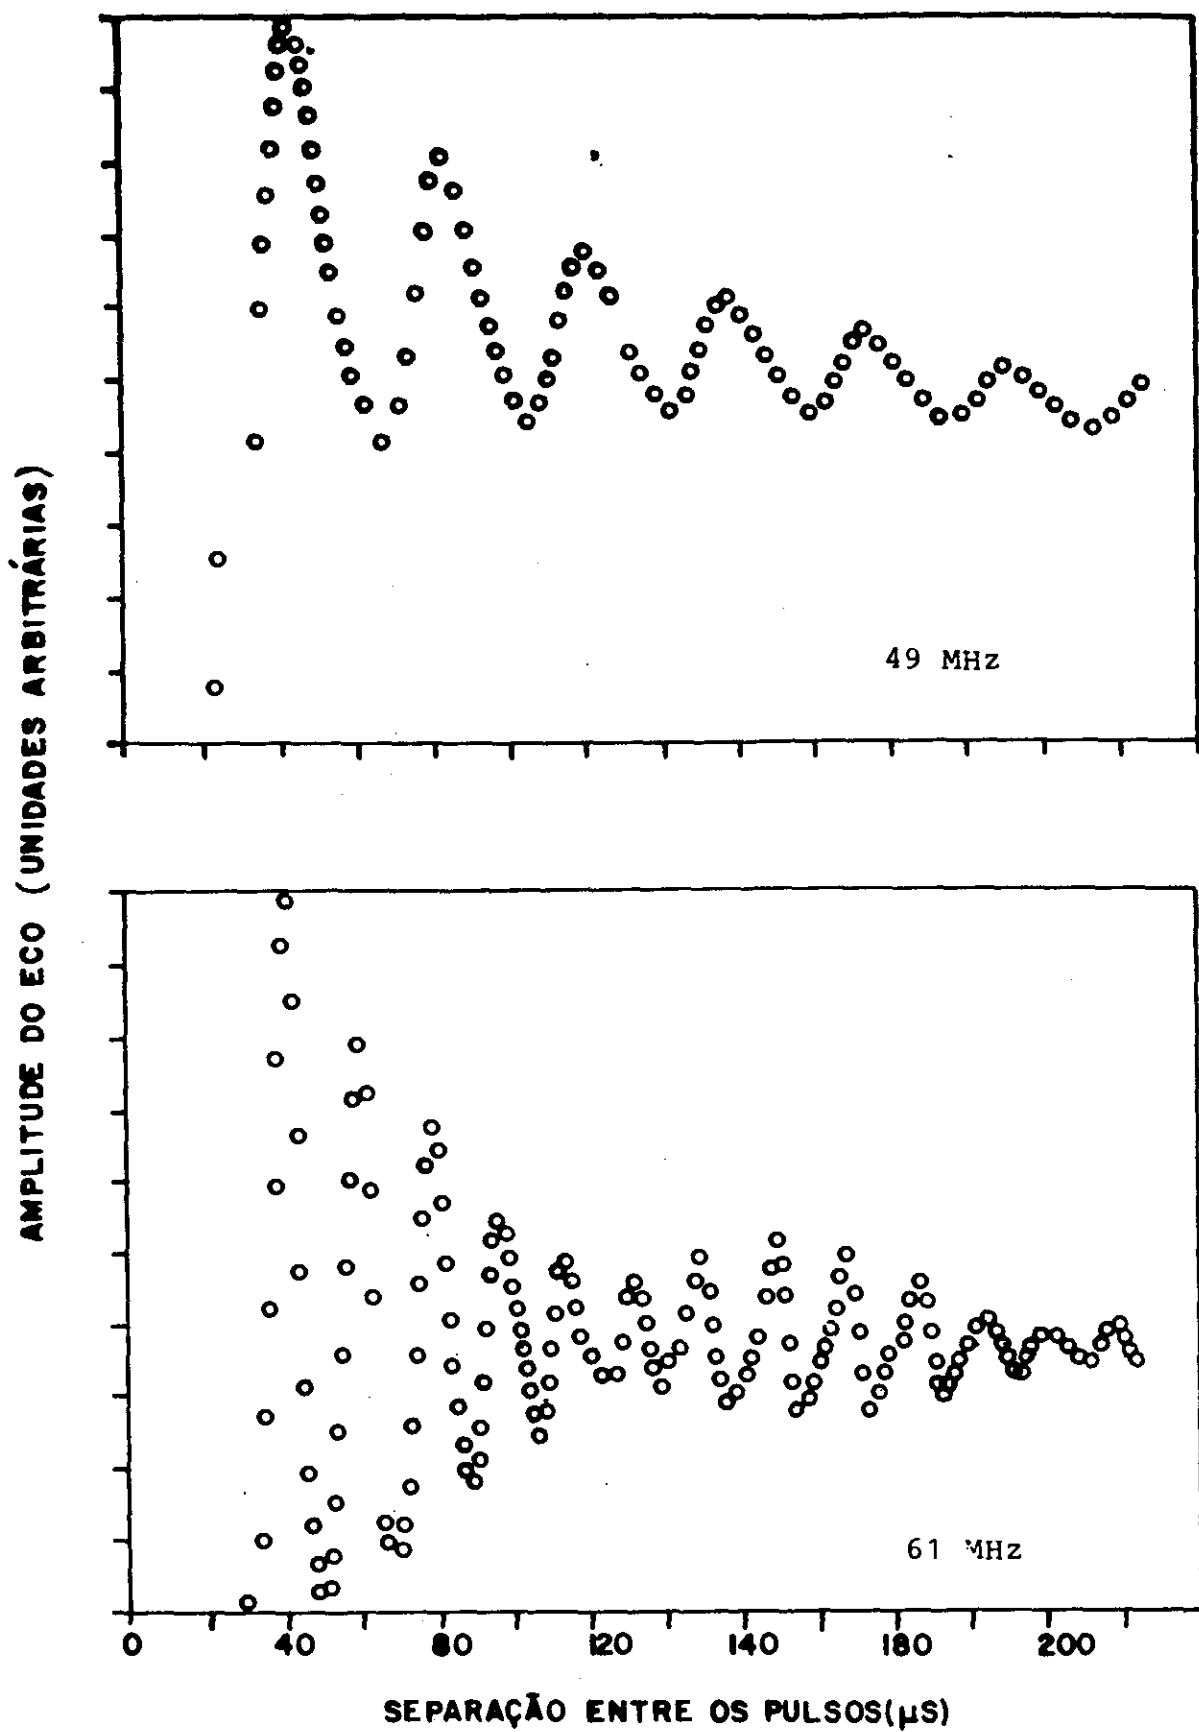 AMPLITUDE DO ECO (UNIDADES ARBITRÁRIAS)
49 MHz
61 MHz
0 40 80 120 140 180 200
SEPARAÇÃO ENTRE OS PULSOS(µS)